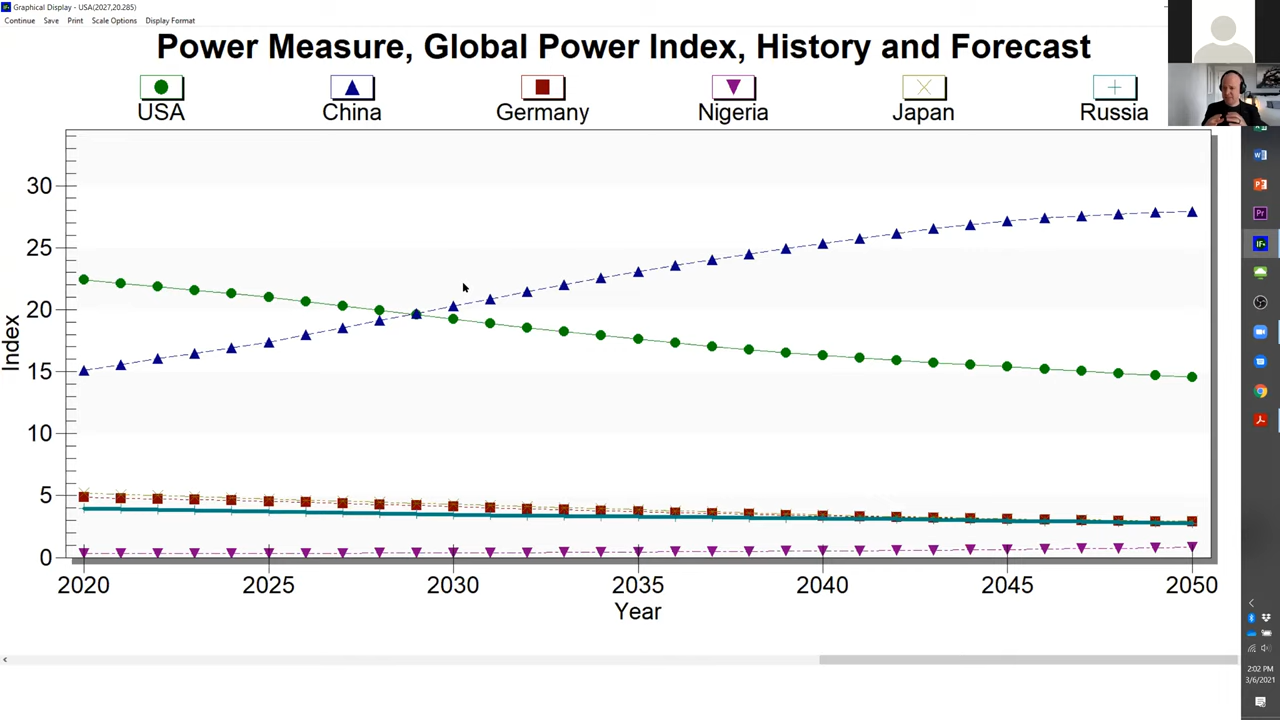 Graphical Display - USA(2027,20.285)
Continue Save Print Scale Options Display Format
Power Measure, Global Power Index, History and Forecast
USA China Germany Nigeria Japan Russia
30
25
20
15
10
5
0
Index
2020 2025 2030 2035 2040 2045 2050
Year
W
P
Pr
IF
2:02 PM
3/6/2021